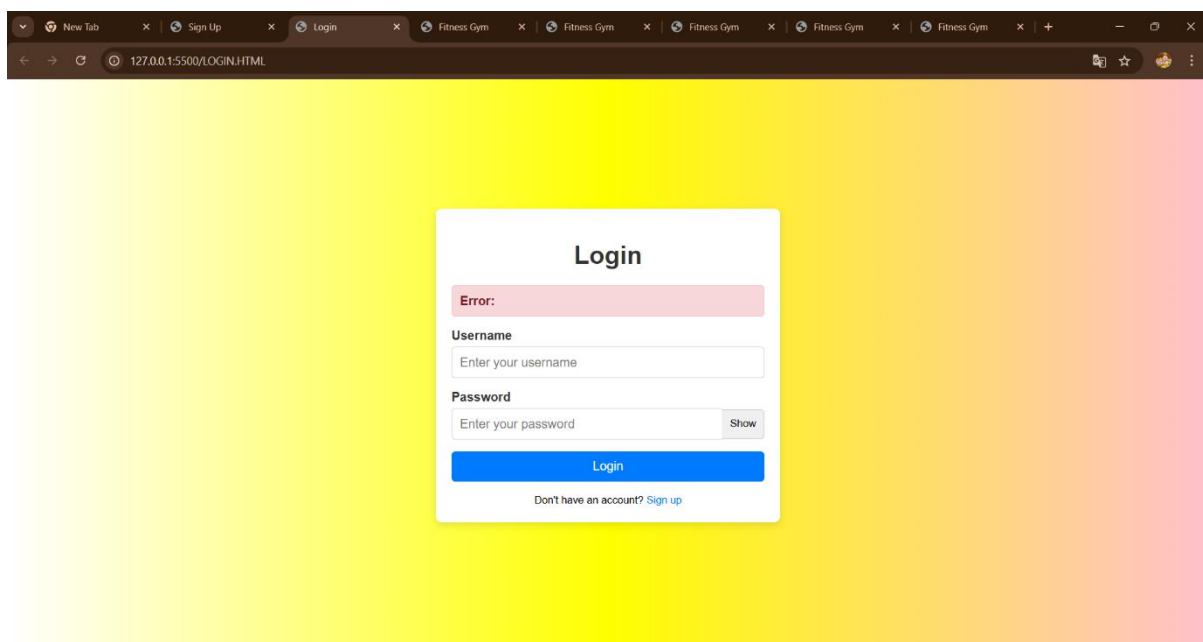 New Tab
Sign Up
Login
Fitness Gym
Fitness Gym
Fitness Gym
Fitness Gym
Fitness Gym
127.0.0.1:5500/LOGIN.HTML
Login
Error:
Username
Enter your username
Password
Enter your password
Show
Login
Don't have an account? Sign up